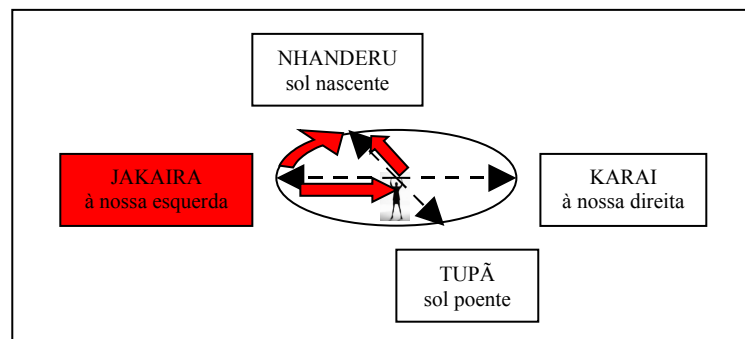 NHANDERU
sol nascente
JAKAIRA
à nossa esquerda
KARAI
à nossa direita
TUPÃ
sol poente